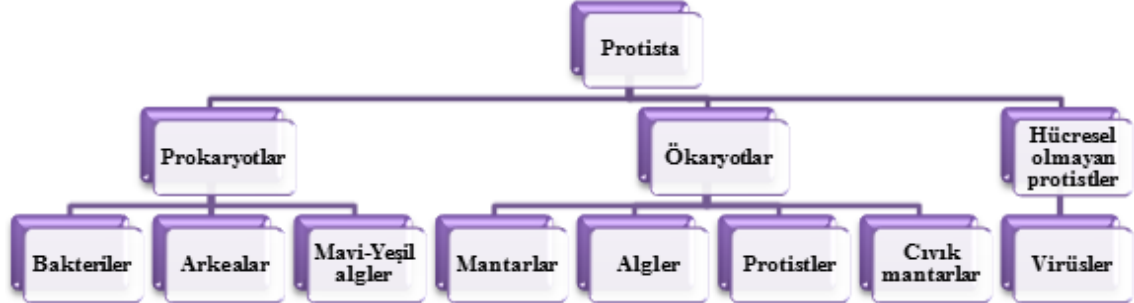 Protista
Prokaryotlar
Ökaryotlar
Hücresel
olmayan
protistler
Bakteriler
Arkealar
Mavi-Yeşil
algler
Mantarlar
Algler
Protistler
Cıvık
mantarlar
Virüsler